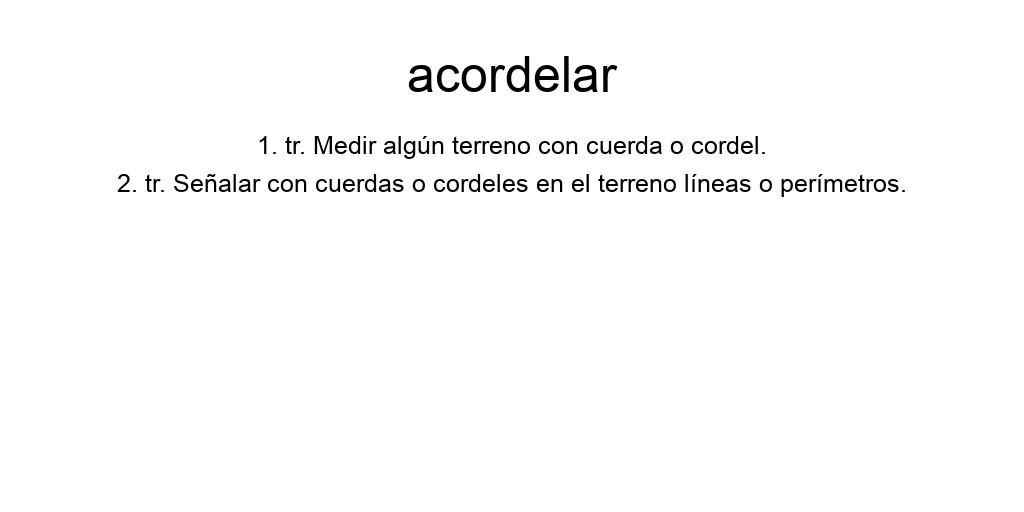 acordelar
1. tr. Medir algún terreno con cuerda o cordel.
2. tr. Señalar con cuerdas o cordeles en el terreno líneas o perímetros.